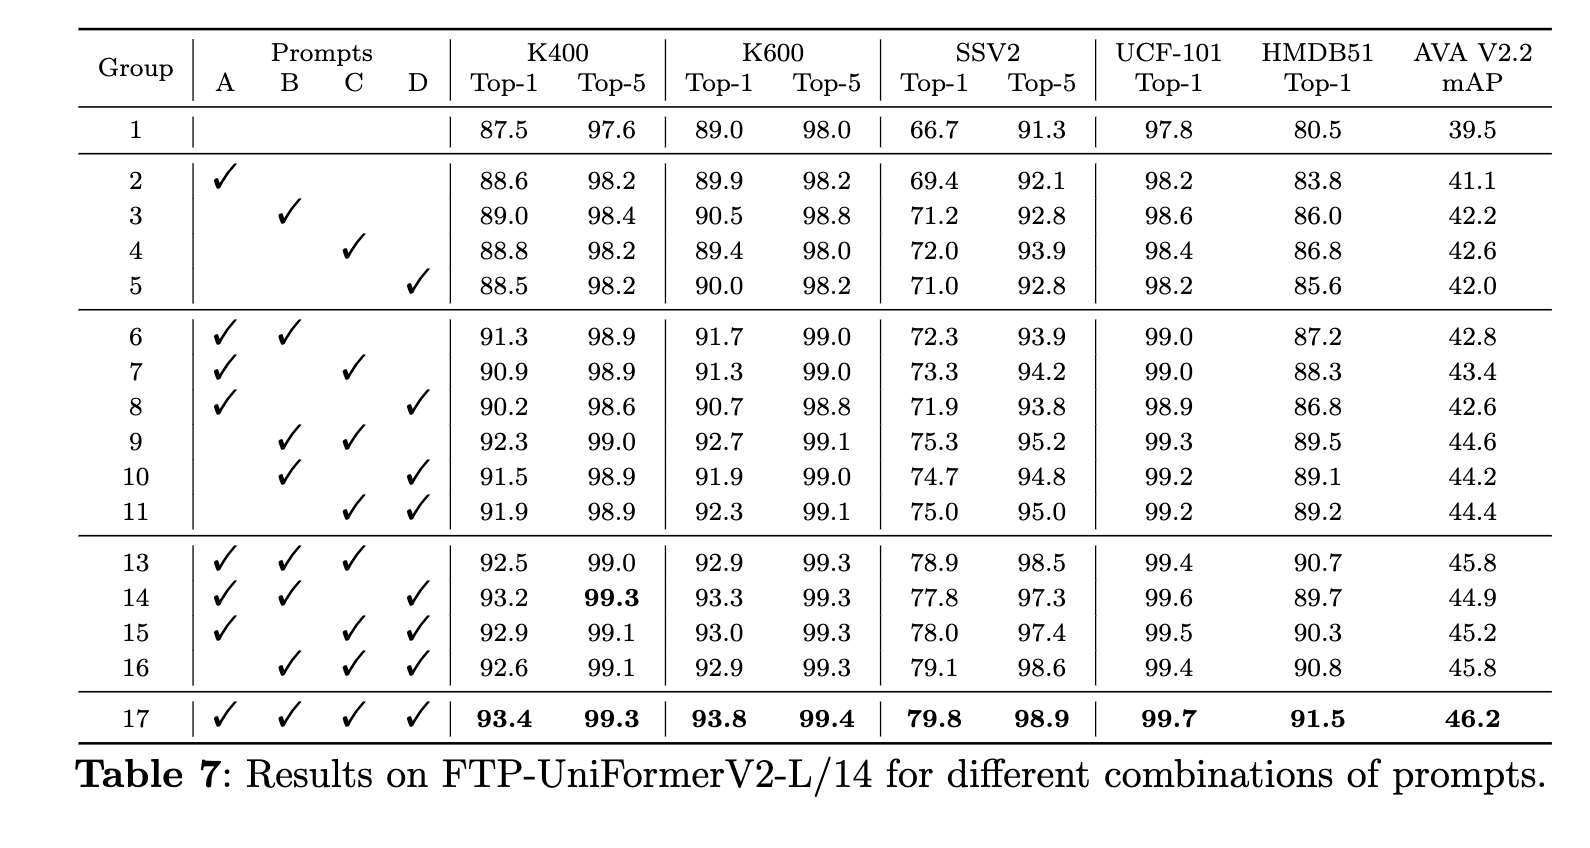 Group Prompts K400 K600 SSV2 UCF-101 HMDB51 AVA V2.2
A B C D Top-1 Top-5 Top-1 Top-5 Top-1 Top-5 Top-1 Top-1 mAP
1 87.5 97.6 89.0 98.0 66.7 91.3 97.8 80.5 39.5
2 ✓ 88.6 98.2 89.9 98.2 69.4 92.1 98.2 83.8 41.1
3 ✓ 89.0 98.4 90.5 98.8 71.2 92.8 98.6 86.0 42.2
4 ✓ 88.8 98.2 89.4 98.0 72.0 93.9 98.4 86.8 42.6
5 ✓ 88.5 98.2 90.0 98.2 71.0 92.8 98.2 85.6 42.0
6 ✓ ✓ 91.3 98.9 91.7 99.0 72.3 93.9 99.0 87.2 42.8
7 ✓ ✓ 90.9 98.9 91.3 99.0 73.3 94.2 99.0 88.3 43.4
8 ✓ ✓ 90.2 98.6 90.7 98.8 71.9 93.8 98.9 86.8 42.6
9 ✓ ✓ 92.3 99.0 92.7 99.1 75.3 95.2 99.3 89.5 44.6
10 ✓ ✓ 91.5 98.9 91.9 99.0 74.7 94.8 99.2 89.1 44.2
11 ✓ ✓ 91.9 98.9 92.3 99.1 75.0 95.0 99.2 89.2 44.4
13 ✓ ✓ ✓ 92.5 99.0 92.9 99.3 78.9 98.5 99.4 90.7 45.8
14 ✓ ✓ ✓ 93.2 99.3 93.3 99.3 77.8 97.3 99.6 89.7 44.9
15 ✓ ✓ ✓ 92.9 99.1 93.0 99.3 78.0 97.4 99.5 90.3 45.2
16 ✓ ✓ ✓ 92.6 99.1 92.9 99.3 79.1 98.6 99.4 90.8 45.8
17 ✓ ✓ ✓ ✓ 93.4 99.3 93.8 99.4 79.8 98.9 99.7 91.5 46.2
Table 7: Results on FTP-UniFormerV2-L/14 for different combinations of prompts.